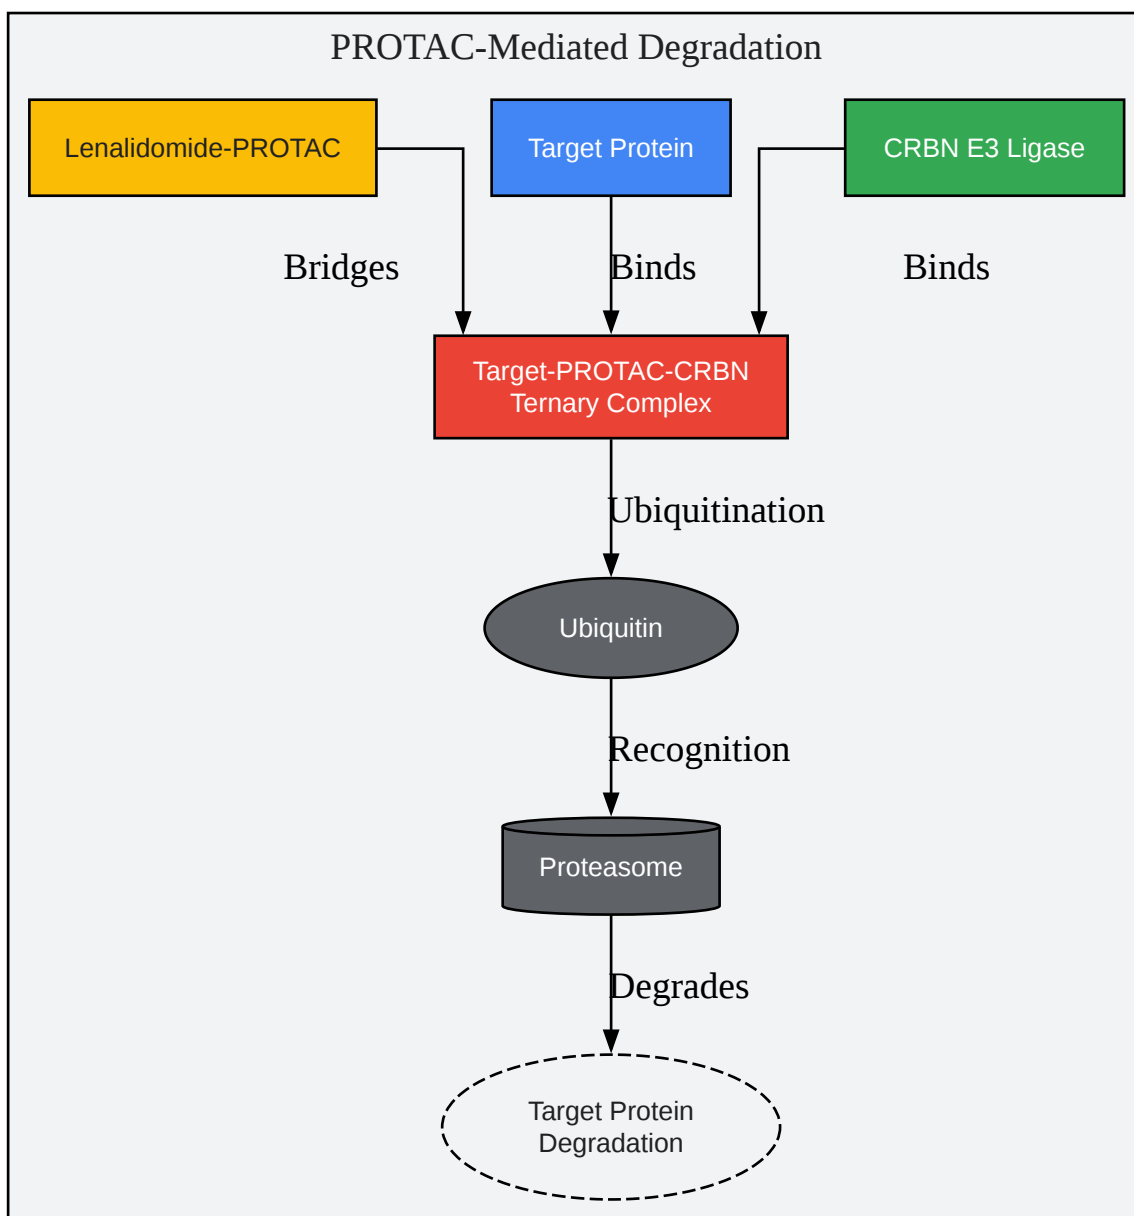 PROTAC-Mediated Degradation
Lenalidomide-PROTAC
Target Protein
CRBN E3 Ligase
Bridges
Binds
Binds
Target-PROTAC-CRBN
Ternary Complex
Ubiquitination
Ubiquitin
Recognition
Proteasome
Degrades
Target Protein
Degradation